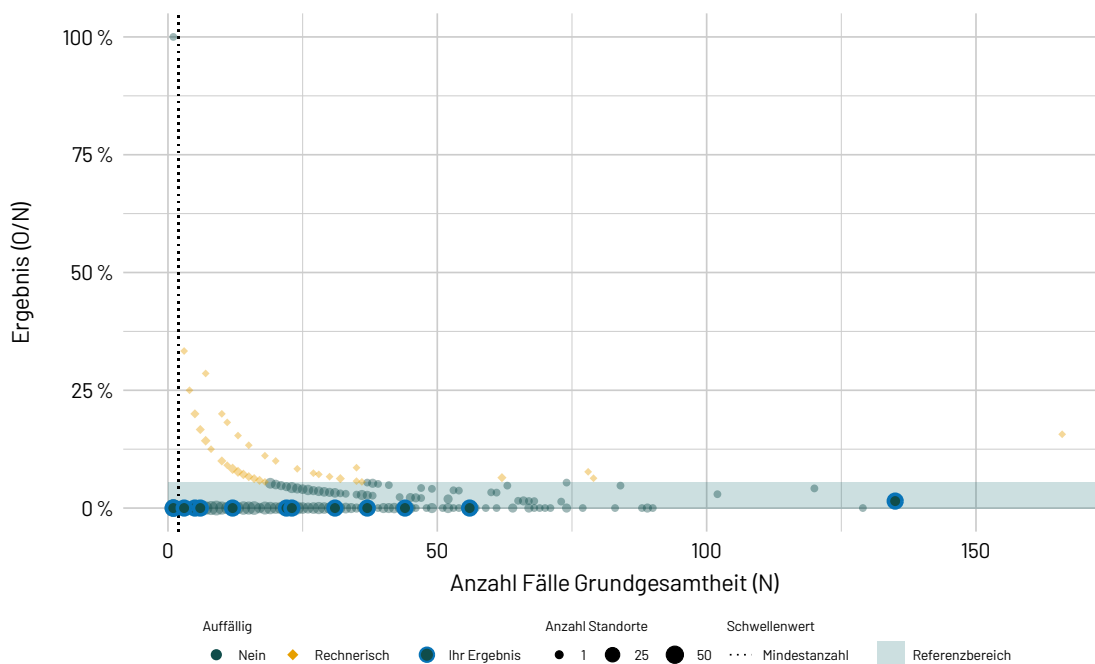 100 %
75 %
50 %
25 %
0 %
Ergebnis (O/N)
0
50
100
150
Anzahl Fälle Grundgesamtheit (N)
Auffällig
Anzahl Standorte
Schwellenwert
Nein
Rechnerisch
Ihr Ergebnis
1
25
50
Mindestanzahl
Referenzbereich